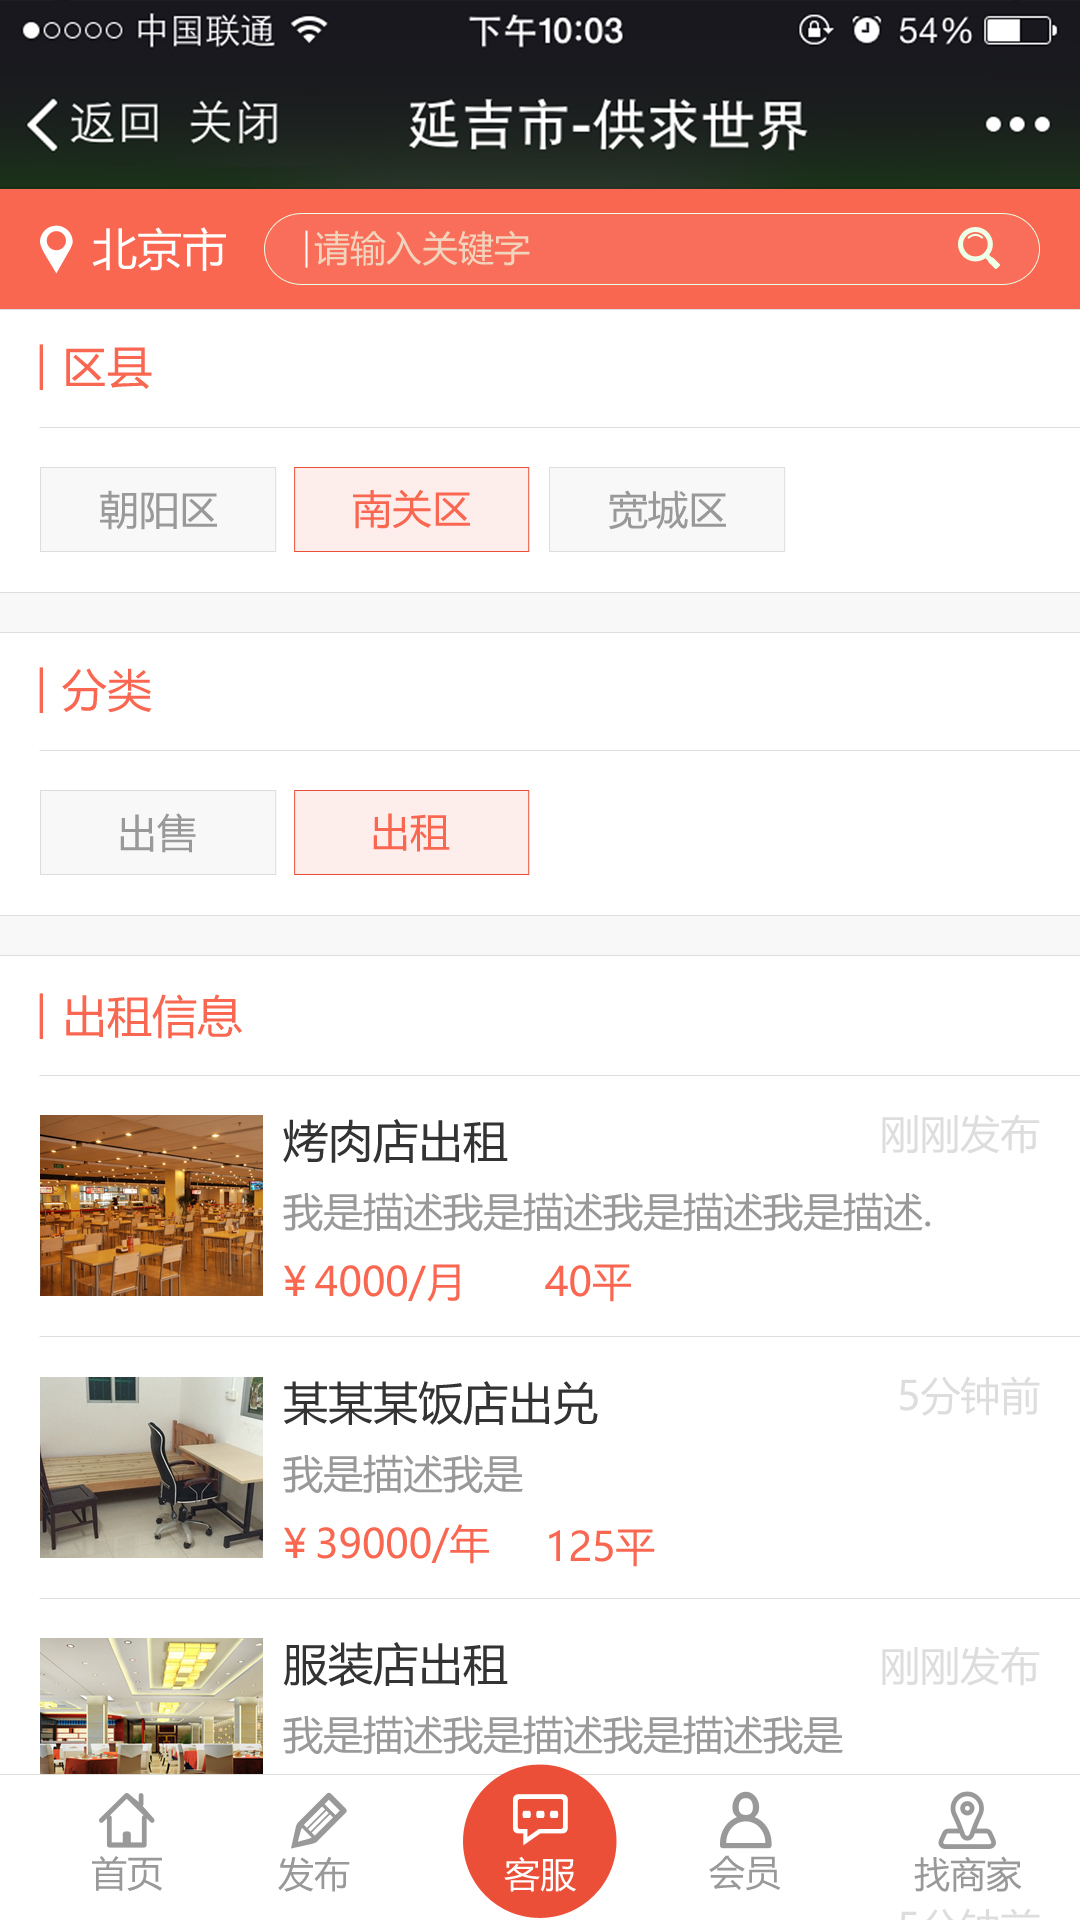 中国联通 下午10:03 54%
返回 关闭 延吉市-供求世界
北京市 请输入关键字
区县
朝阳区 南关区 宽城区
分类
出售 出租
出租信息
烤肉店出租 刚刚发布
我是描述我是描述我是描述我是描述.
¥4000/月 40平
某某某饭店出兑 5分钟前
我是描述我是
¥39000/年 125平
服装店出租 刚刚发布
我是描述我是描述我是描述我是
首页 发布 客服 会员 找商家
5分钟前